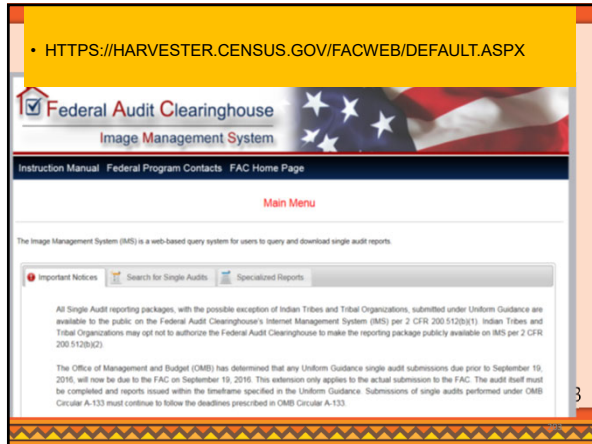 • HTTPS://HARVESTER.CENSUS.GOV/FACWEB/DEFAULT.ASPX
Federal Audit Clearinghouse
Image Management System
Instruction Manual Federal Program Contacts FAC Home Page
Main Menu
The Image Management System (IMS) is a web-based query system for users to query and download single audit reports.
Important Notices Search for Single Audits Specialized Reports
All Single Audit reporting packages, with the possible exception of Indian Tribes and Tribal Organizations, submitted under Uniform Guidance are
available to the public on the Federal Audit Clearinghouse's Internet Management System (IMS) per 2 CFR 200.512(b)(1). Indian Tribes and
Tribal Organizations may opt not to authorize the Federal Audit Clearinghouse to make the reporting package publicly available on IMS per 2 CFR
200.512(b)(2).
The Office of Management and Budget (OMB) has determined that any Uniform Guidance single audit submissions due prior to September 19,
2016, will now be due to the FAC on September 19, 2016. This extension only applies to the actual submission to the FAC. The audit itself must
be completed and reports issued within the timeframe specified in the Uniform Guidance. Submissions of single audits performed under OMB
Circular A-133 must continue to follow the deadlines prescribed in OMB Circular A-133.
3